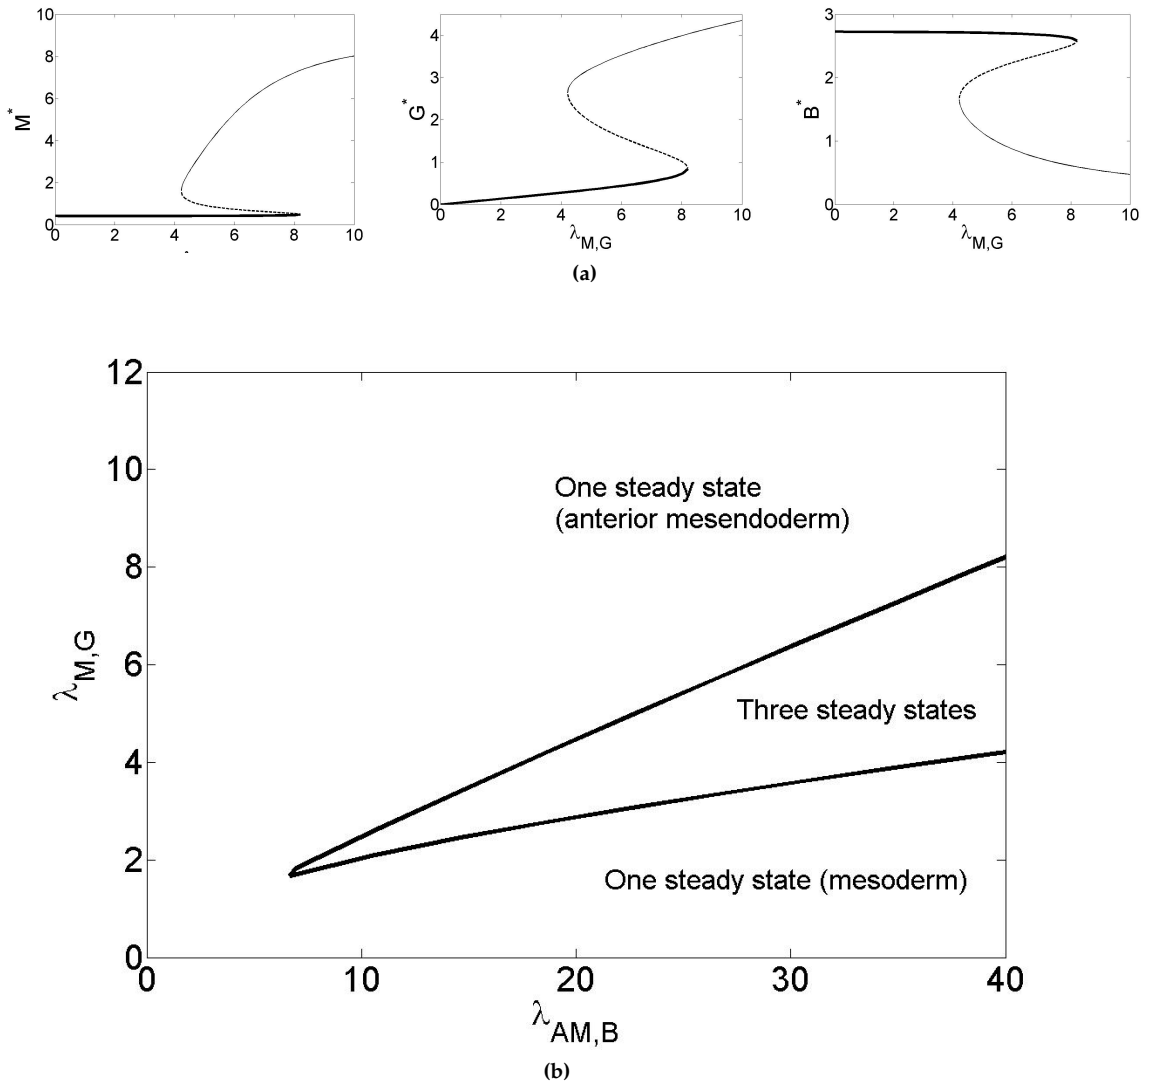 10
8
6
4
2
0
M*
0 2 4 6 8 10
4
3
2
1
0
G*
0 2 4 6 8 10
λM,G
3
2
1
0
B*
0 2 4 6 8 10
λM,G
(a)
12
10
8
6
4
2
0
λM,G
One steady state
(anterior mesendoderm)
Three steady states
One steady state (mesoderm)
0 10 20 30 40
λAM,B
(b)